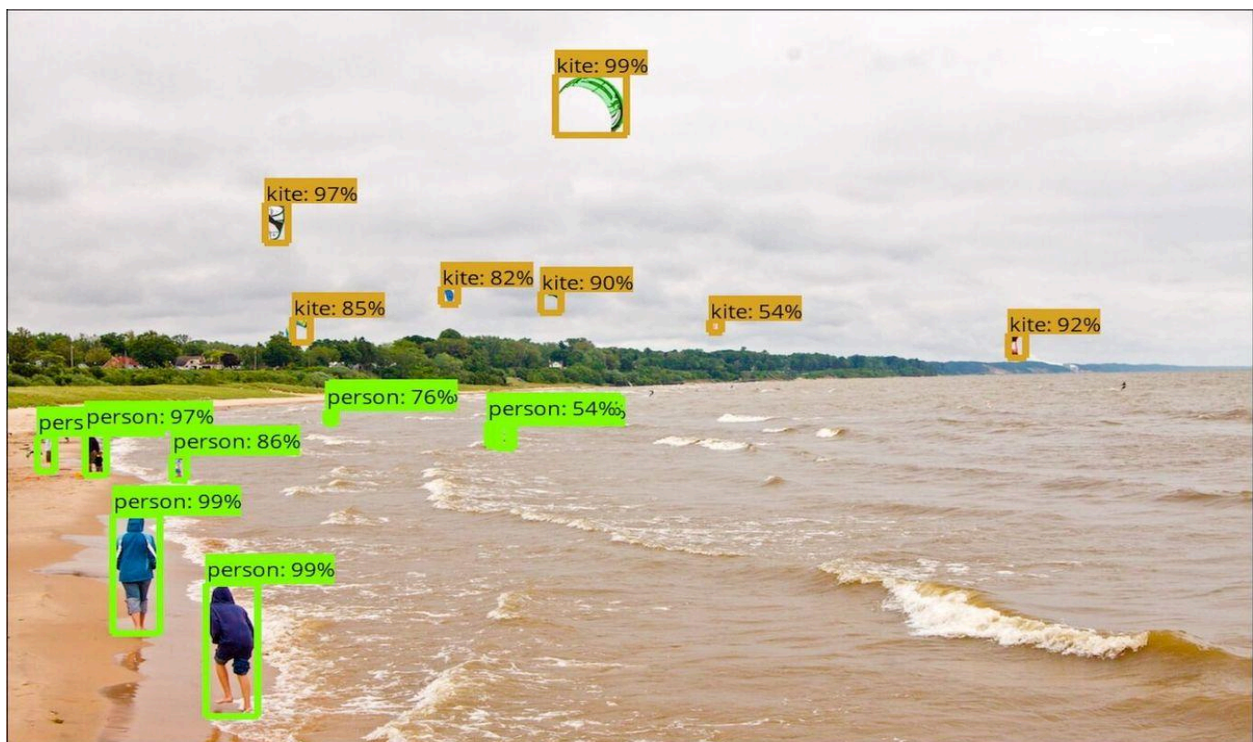 kite: 99%
kite: 97%
kite: 82%
kite: 90%
kite: 85%
kite: 54%
kite: 92%
person: 76%
person: 54%
pers
person: 97%
person: 86%
person: 99%
person: 99%